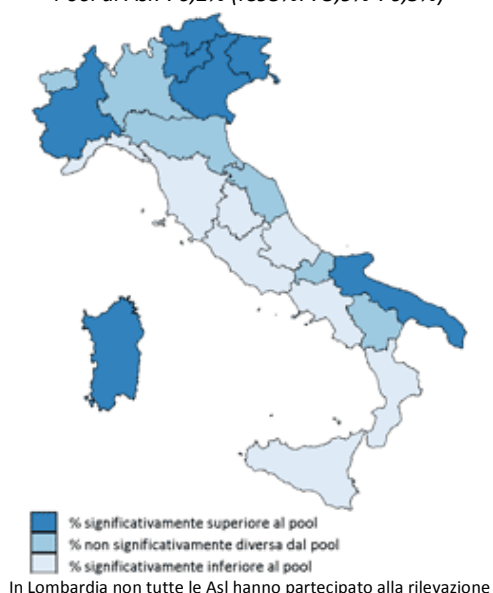 % significativamente superiore al pool
% non significativamente diversa dal pool
% significativamente inferiore al pool
In Lombardia non tutte le Asl hanno partecipato alla rilevazione